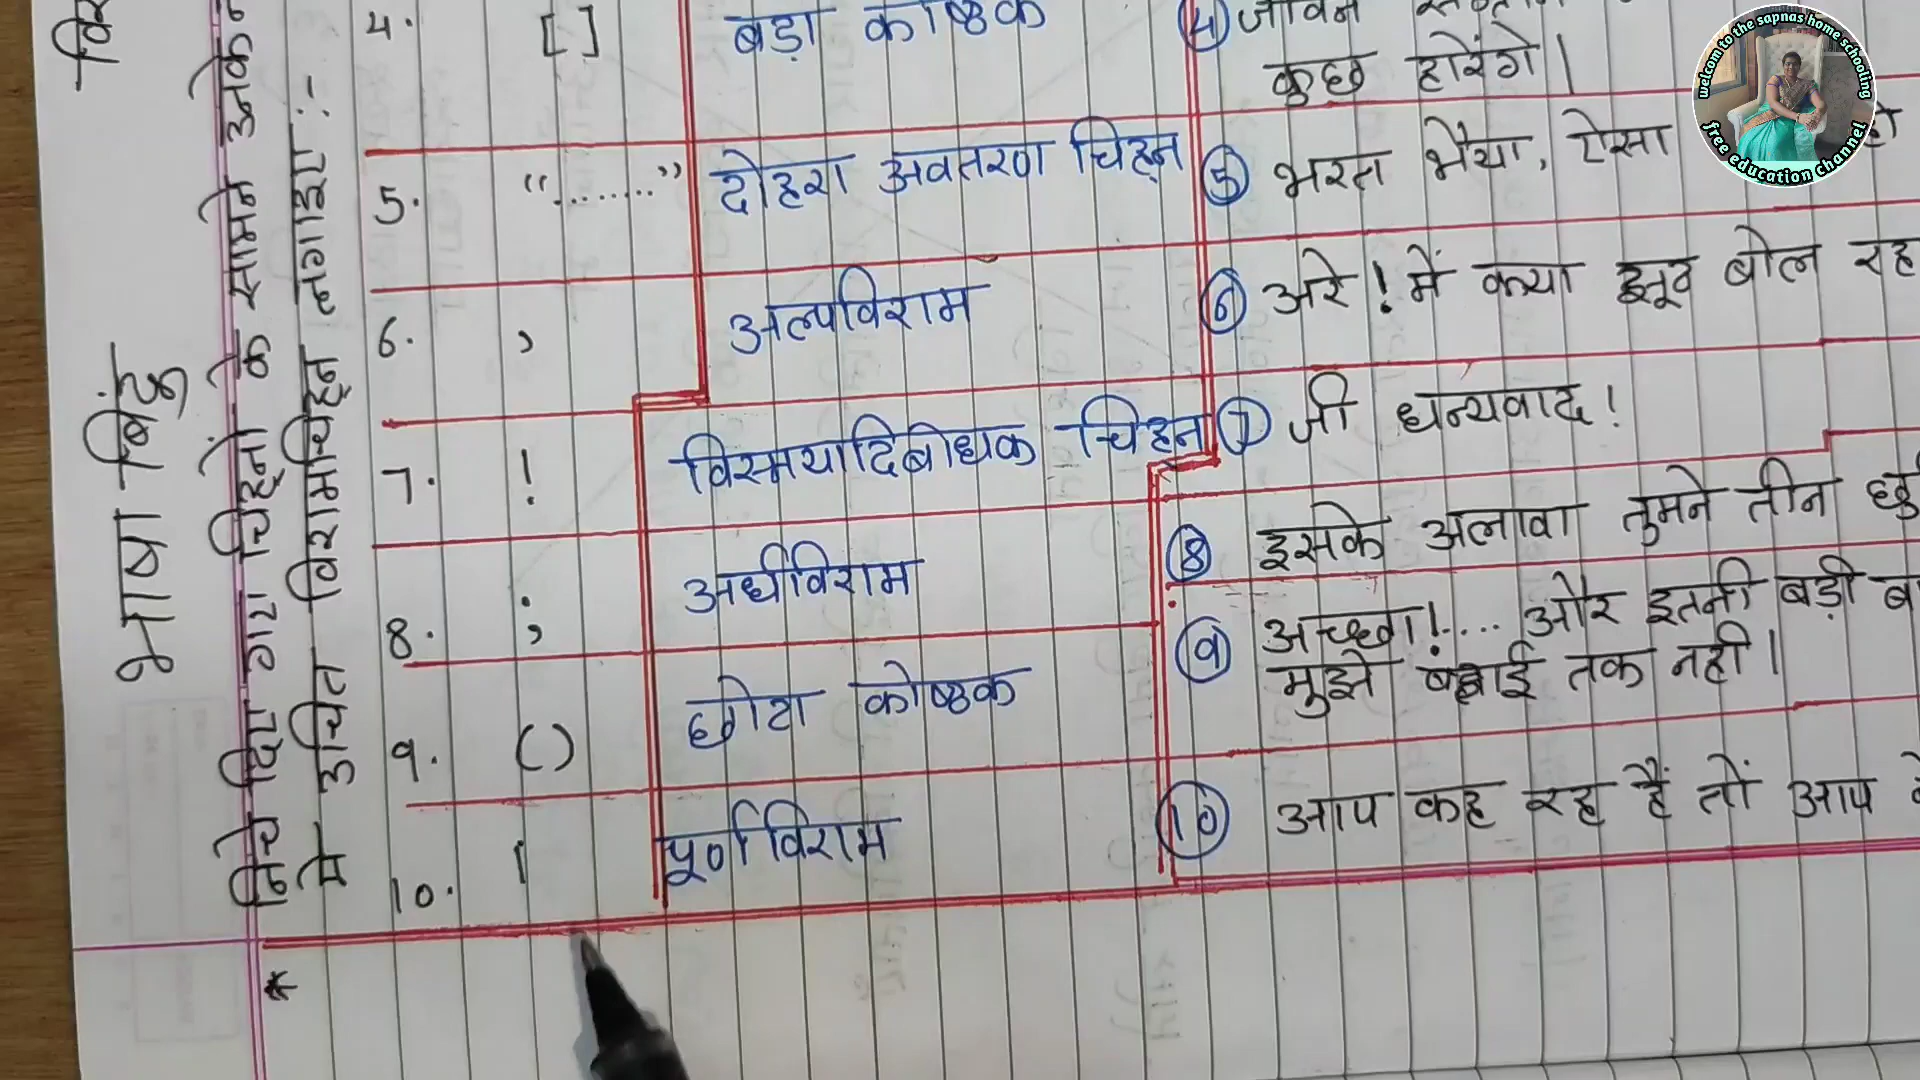 भाषा बिंदु
निचे दिए गए चिह्नो के सामने उनके
मे उचित विरामचिह्न लगाइए :-
4. [ ] बड़ा कोष्ठक
(4) जीवन
कुछ होरेंगे।
5. “........” दोहरा अवतरण चिह्न
(5) भरत भैया, ऐसा
6. , अल्पविराम
(6) अरे! में क्या झूठ बोल रह
7. ! विस्मयादिबोधक चिह्न
(7) जी धन्यवाद!
8. ; अर्धविराम
(8) इसके अलावा तुमने तीन
9. ( ) छोटा कोष्ठक
(9) अच्छा!.... और इतनी बड़ी
मुझे तक नही।
10. । पूर्णविराम
(10) आप कह रह हैं तों आप
*
welcom to the sapnas home schooling
free education channel